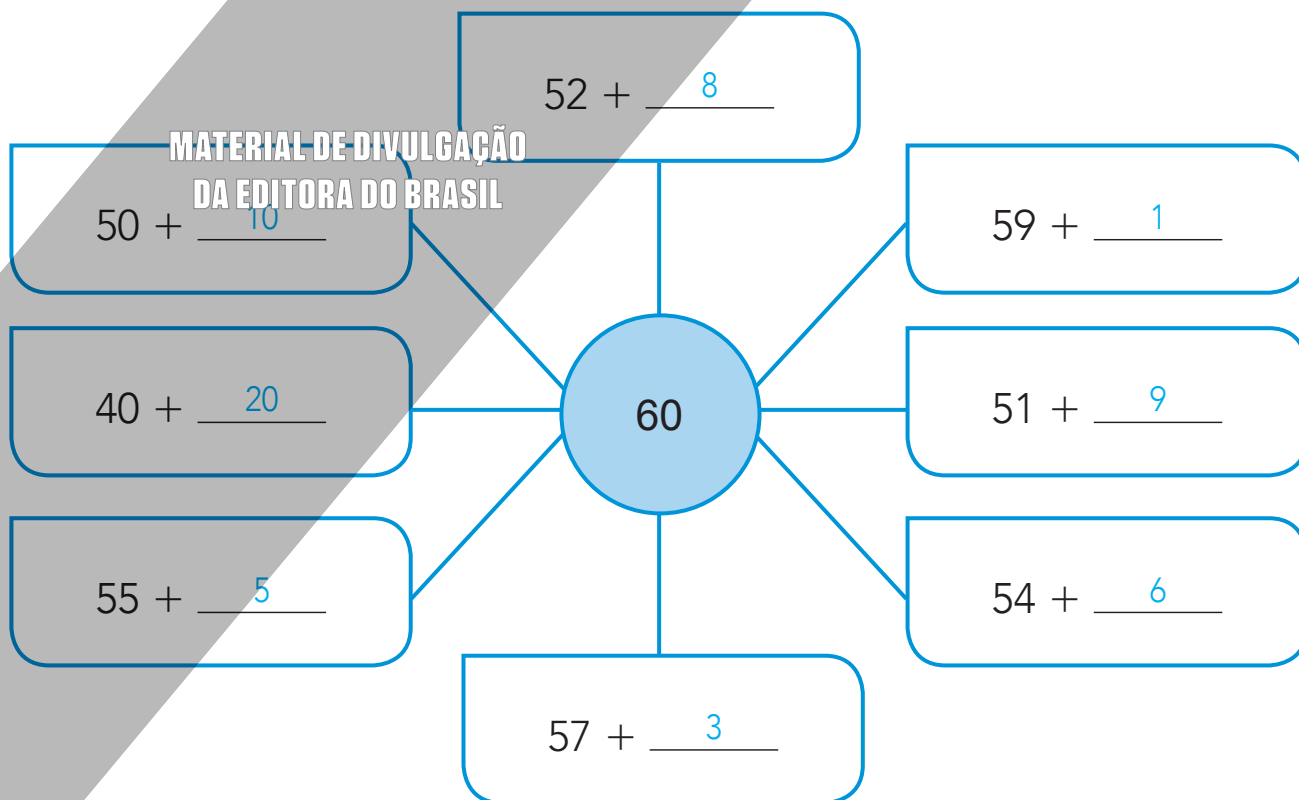 52 + 8
MATERIAL DE DIVULGAÇÃO
DA EDITORA DO BRASIL
50 + 10
59 + 1
40 + 20
60
51 + 9
55 + 5
54 + 6
57 + 3